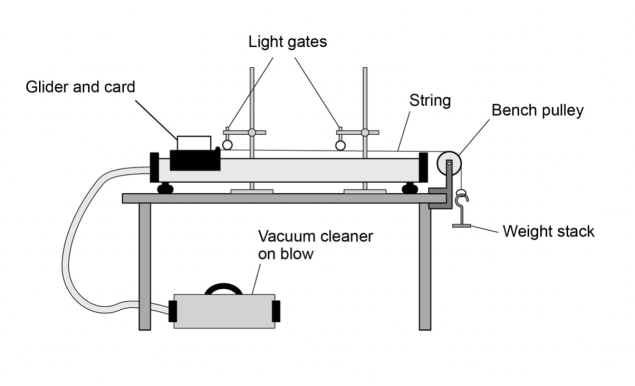 Light gates
Glider and card
String
Bench pulley
Weight stack
Vacuum cleaner
on blow